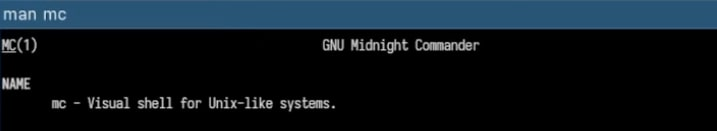 man mc
MC(1) GNU Midnight Commander
NAME
mc - Visual shell for Unix-like systems.